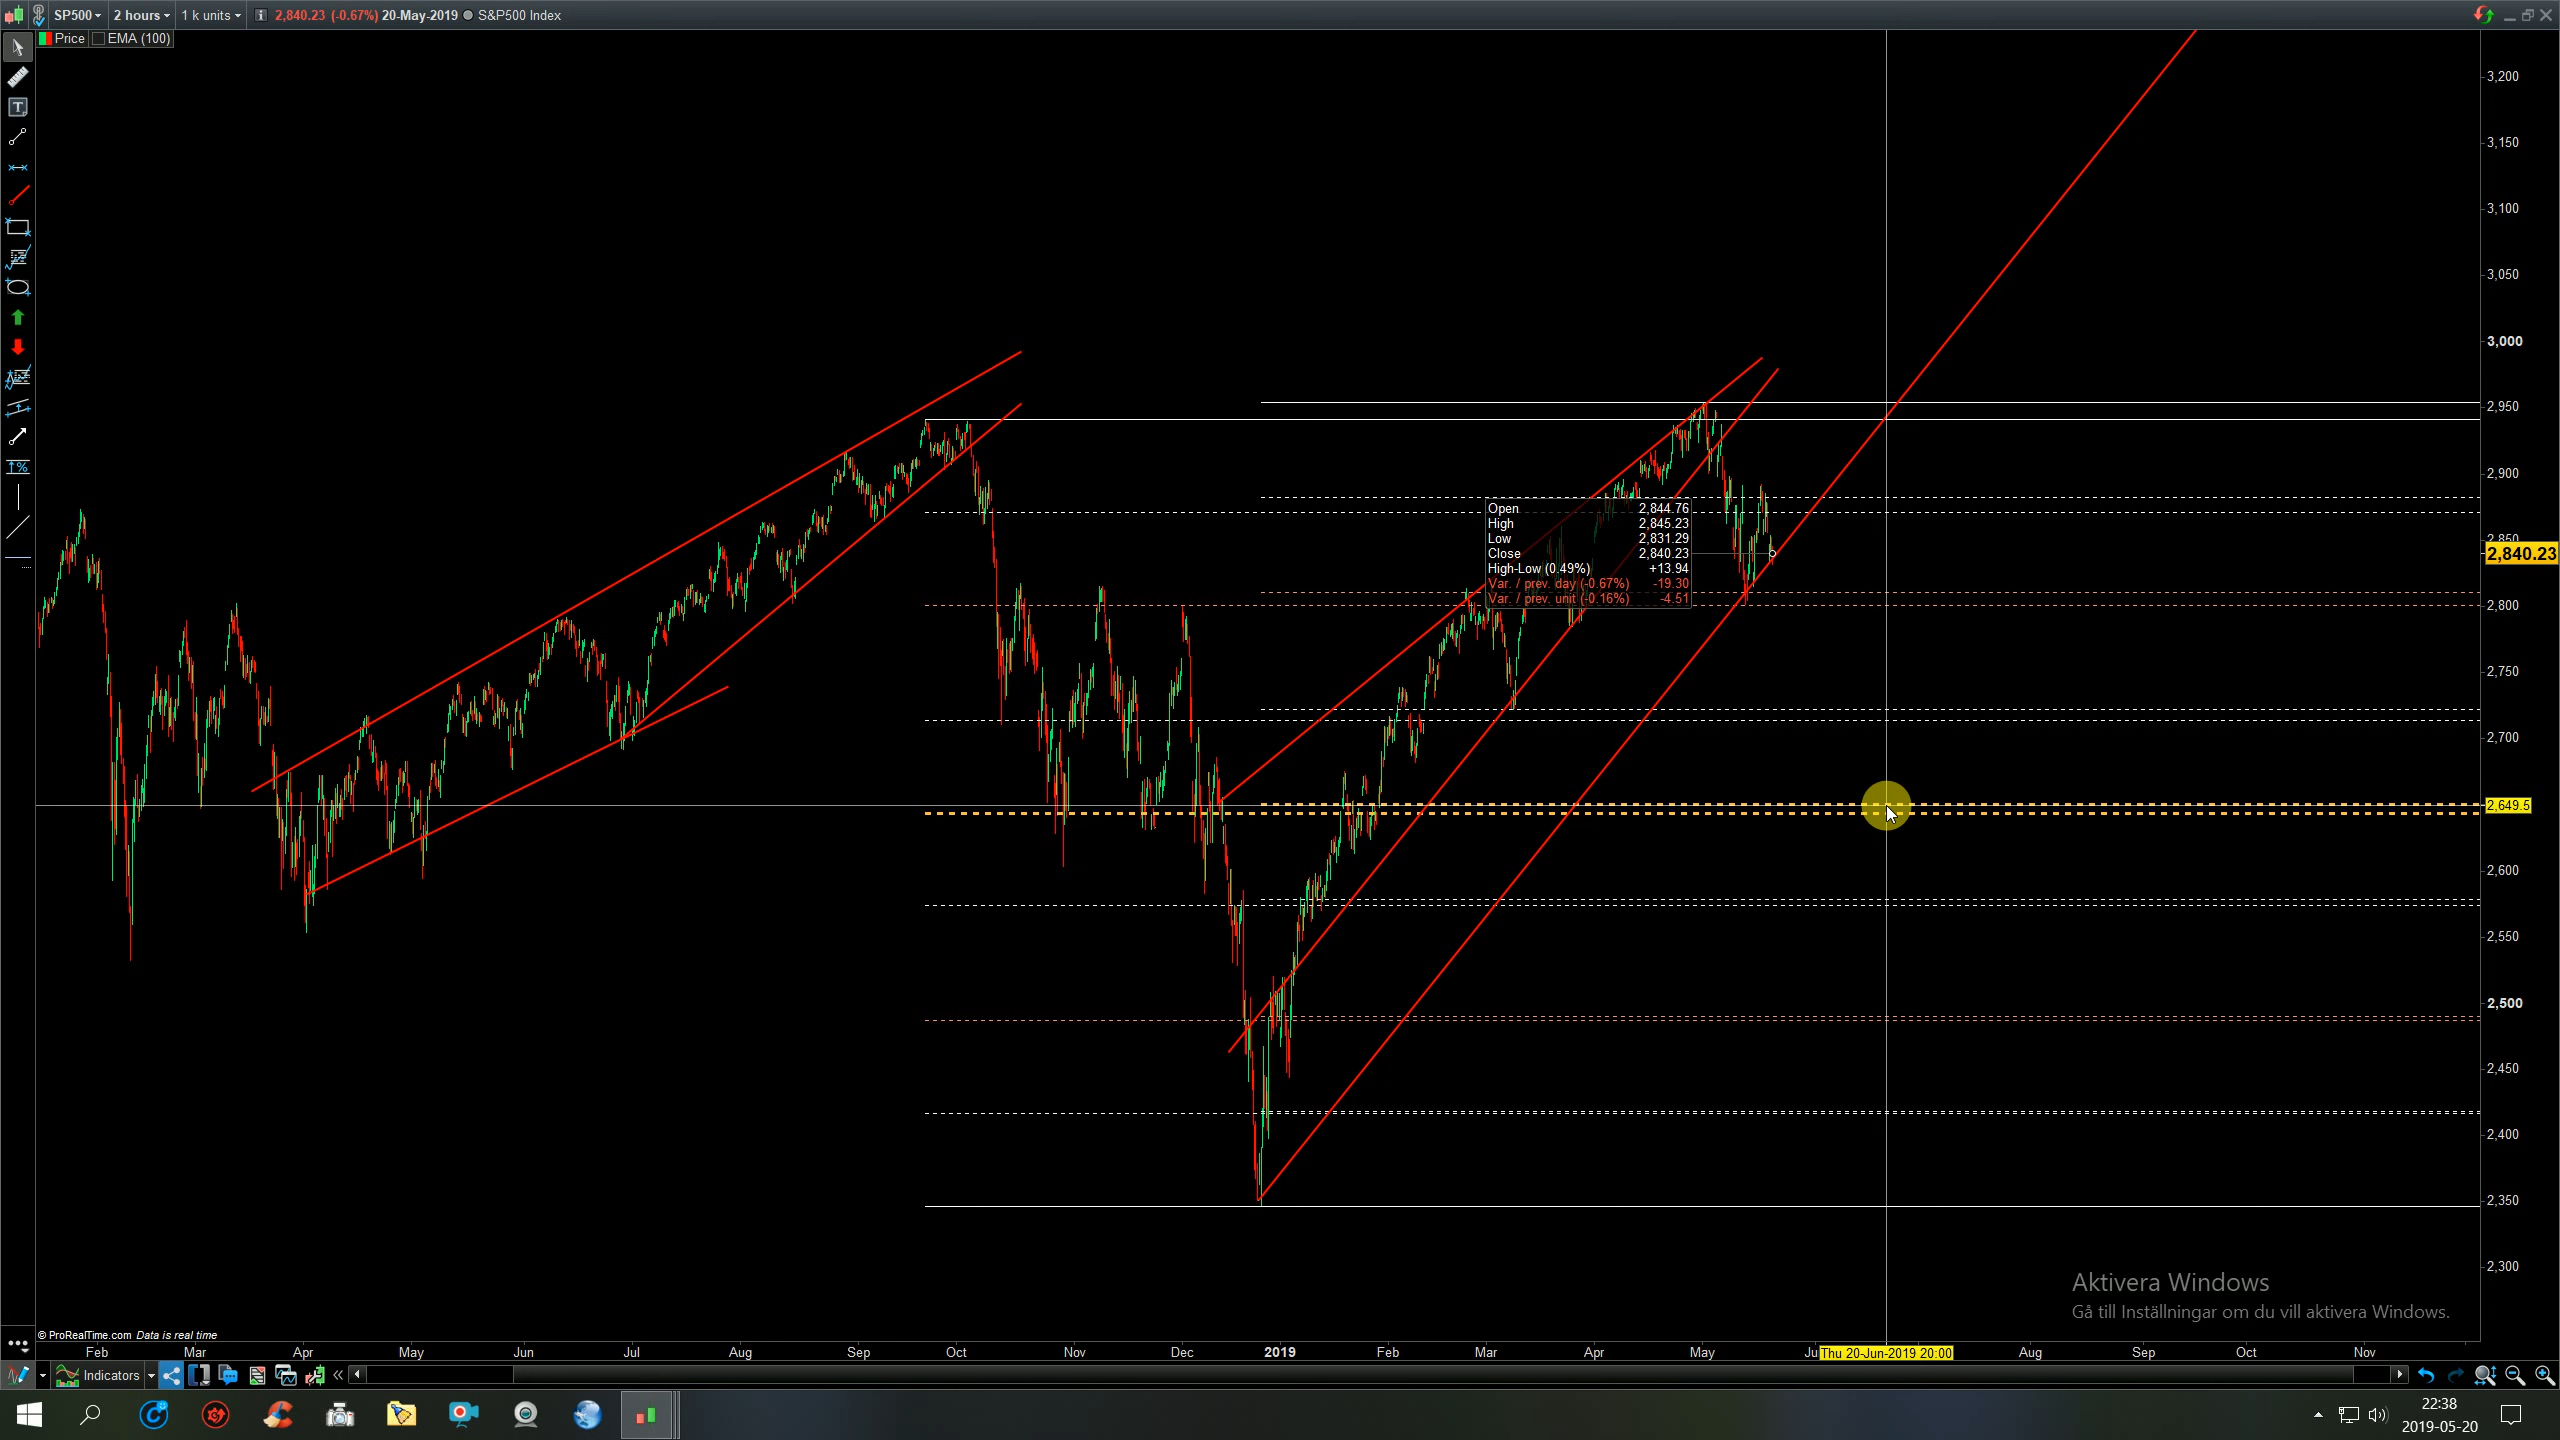 SP500 2 hours 1 k units i 2,840.23 (-0.67%) 20-May-2019 S&P500 Index
Price EMA (100)
3,200
3,150
3,100
3,050
3,000
2,950
2,900
2,850
2,840.23
2,800
2,750
2,700
2,649.5
2,600
2,550
2,500
2,450
2,400
2,350
2,300
Open 2,844.76
High 2,845.23
Low 2,831.29
Close 2,840.23
High-Low (0.49%) +13.94
Var. / prev. day (-0.67%) -19.30
Var. / prev. unit (-0.16%) -4.51
Aktivera Windows
Gå till Inställningar om du vill aktivera Windows.
© ProRealTime.com Data is real time
Feb Mar Apr May Jun Jul Aug Sep Oct Nov Dec 2019 Feb Mar Apr May Ju Thu 20-Jun-2019 20:00 Aug Sep Oct Nov
Indicators
22:38
2019-05-20